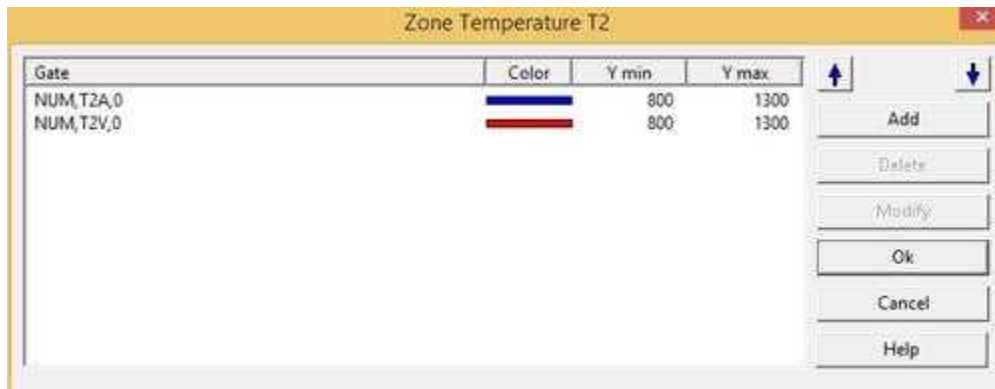 Zone Temperature T2
Gate Color Y min Y max
NUM,T2A,0 800 1300
NUM,T2V,0 800 1300
Add
Delete
Modify
Ok
Cancel
Help